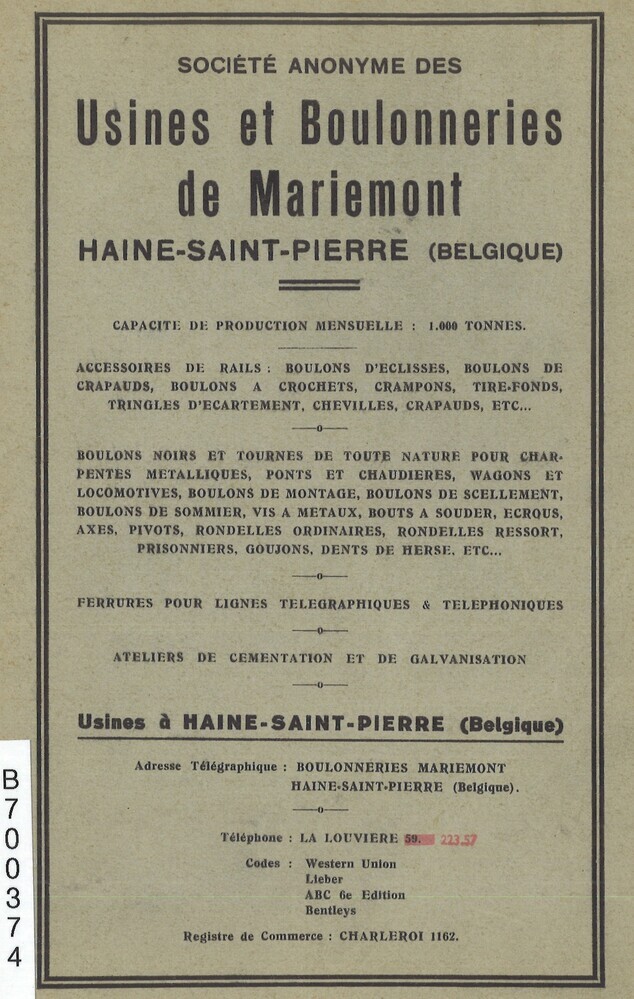 SOCIÉTÉ ANONYME DES
Usines et Boulonneries
de Mariemont
HAINE-SAINT-PIERRE (BELGIQUE)
CAPACITE DE PRODUCTION MENSUELLE : 1.000 TONNES.
ACCESSOIRES DE RAILS : BOULONS D'ECLISSES, BOULONS DE
CRAPAUDS, BOULONS A CROCHETS, CRAMPONS, TIRE-FONDS,
TRINGLES D'ECARTEMENT, CHEVILLES, CRAPAUDS, ETC...
BOULONS NOIRS ET TOURNES DE TOUTE NATURE POUR CHAR-
PENTES METALLIQUES, PONTS ET CHAUDIERES, WAGONS ET
LOCOMOTIVES, BOULONS DE MONTAGE, BOULONS DE SCELLEMENT,
BOULONS DE SOMMIER, VIS A METAUX, BOUTS A SOUDER, ECROUS,
AXES, PIVOTS, RONDELLES ORDINAIRES, RONDELLES RESSORT,
PRISONNIERS, GOUJONS, DENTS DE HERSE, ETC...
FERRURES POUR LIGNES TELEGRAPHIQUES & TELEPHONIQUES
ATELIERS DE CEMENTATION ET DE GALVANISATION
Usines à HAINE-SAINT-PIERRE (Belgique)
Adresse Télégraphique : BOULONNERIES MARIEMONT
HAINE-SAINT-PIERRE (Belgique).
Téléphone : LA LOUVIERE 59. 223.57
Codes : Western Union
Lieber
ABC 6e Edition
Bentleys
Registre de Commerce : CHARLEROI 1162.
B700374